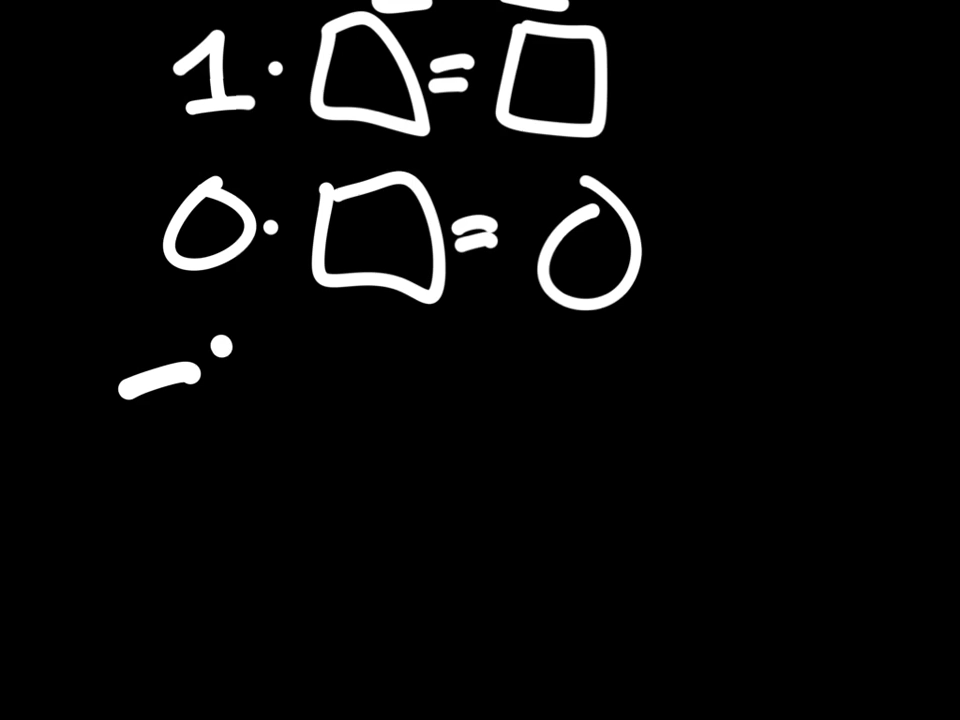 1 · □ = □
0 · □ = 0